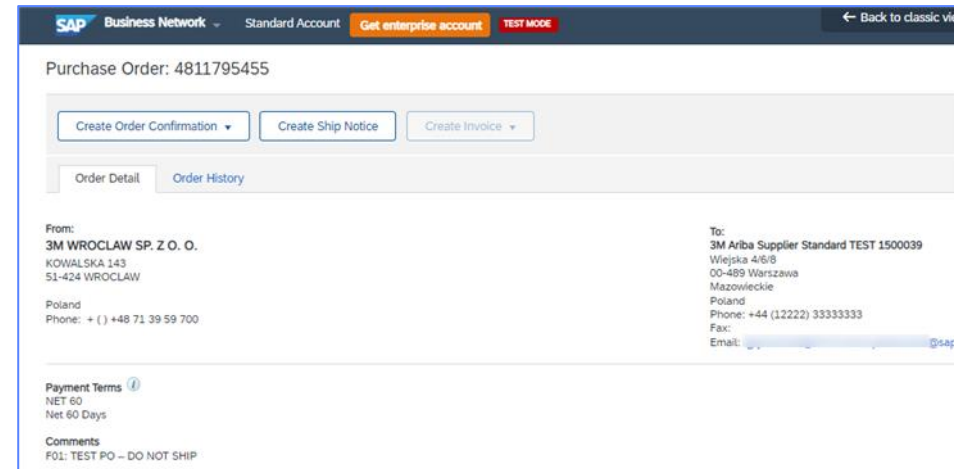 SAP Business Network Standard Account Get enterprise account TEST MODE ← Back to classic vie
Purchase Order: 4811795455
Create Order Confirmation Create Ship Notice Create Invoice
Order Detail Order History
From:
3M WROCLAW SP. Z O. O.
KOWALSKA 143
51-424 WROCLAW
Poland
Phone: + ( ) +48 71 39 59 700
To:
3M Ariba Supplier Standard TEST 1500039
Wiejska 4/6/8
00-489 Warszawa
Mazowieckie
Poland
Phone: +44 (12222) 33333333
Fax:
Email: @sap
Payment Terms
NET 60
Net 60 Days
Comments
F01: TEST PO – DO NOT SHIP